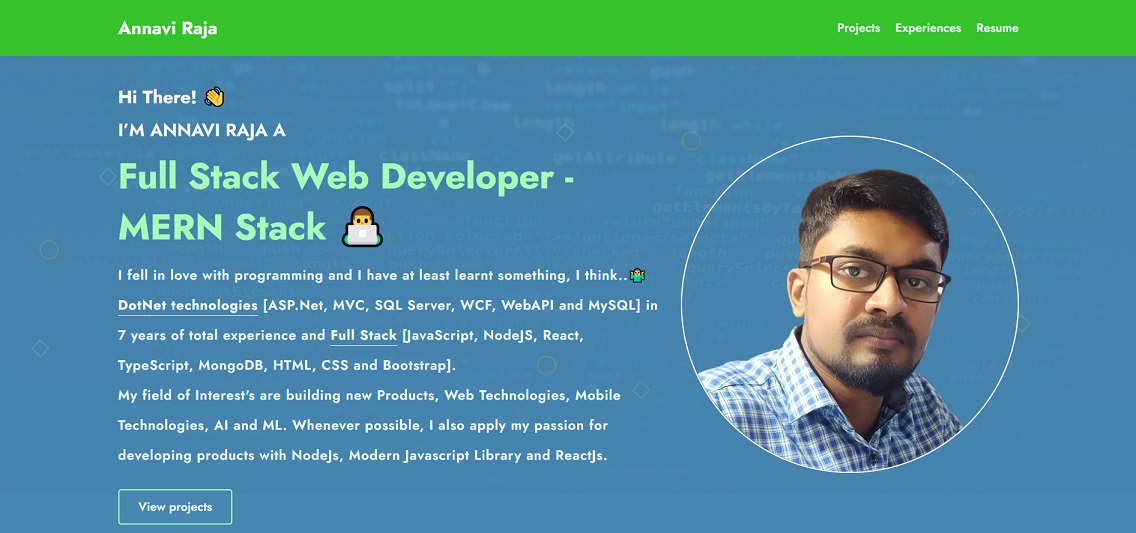 Annavi Raja
Projects Experiences Resume
Hi There! 👋
I'M ANNAVI RAJA A
Full Stack Web Developer -
MERN Stack 👨‍💻
I fell in love with programming and I have at least learnt something, I think..🤷‍♂️
DotNet technologies [ASP.Net, MVC, SQL Server, WCF, WebAPI and MySQL] in
7 years of total experience and Full Stack [JavaScript, NodeJS, React,
TypeScript, MongoDB, HTML, CSS and Bootstrap].
My field of Interest's are building new Products, Web Technologies, Mobile
Technologies, AI and ML. Whenever possible, I also apply my passion for
developing products with NodeJs, Modern Javascript Library and ReactJs.
View projects